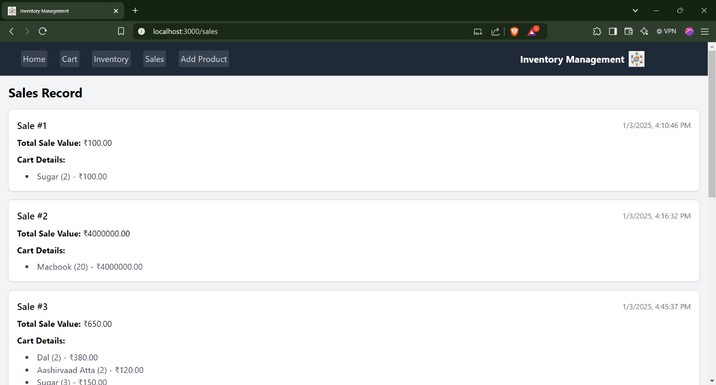 Inventory Management
localhost:3000/sales
VPN
Home
Cart
Inventory
Sales
Add Product
Inventory Management
Sales Record
Sale #1
1/3/2025, 4:10:46 PM
Total Sale Value: ₹100.00
Cart Details:
• Sugar (2) - ₹100.00
Sale #2
1/3/2025, 4:16:32 PM
Total Sale Value: ₹4000000.00
Cart Details:
• Macbook (20) - ₹4000000.00
Sale #3
1/3/2025, 4:45:37 PM
Total Sale Value: ₹650.00
Cart Details:
• Dal (2) - ₹380.00
• Aashirvaad Atta (2) - ₹120.00
• Sugar (3) - ₹150.00